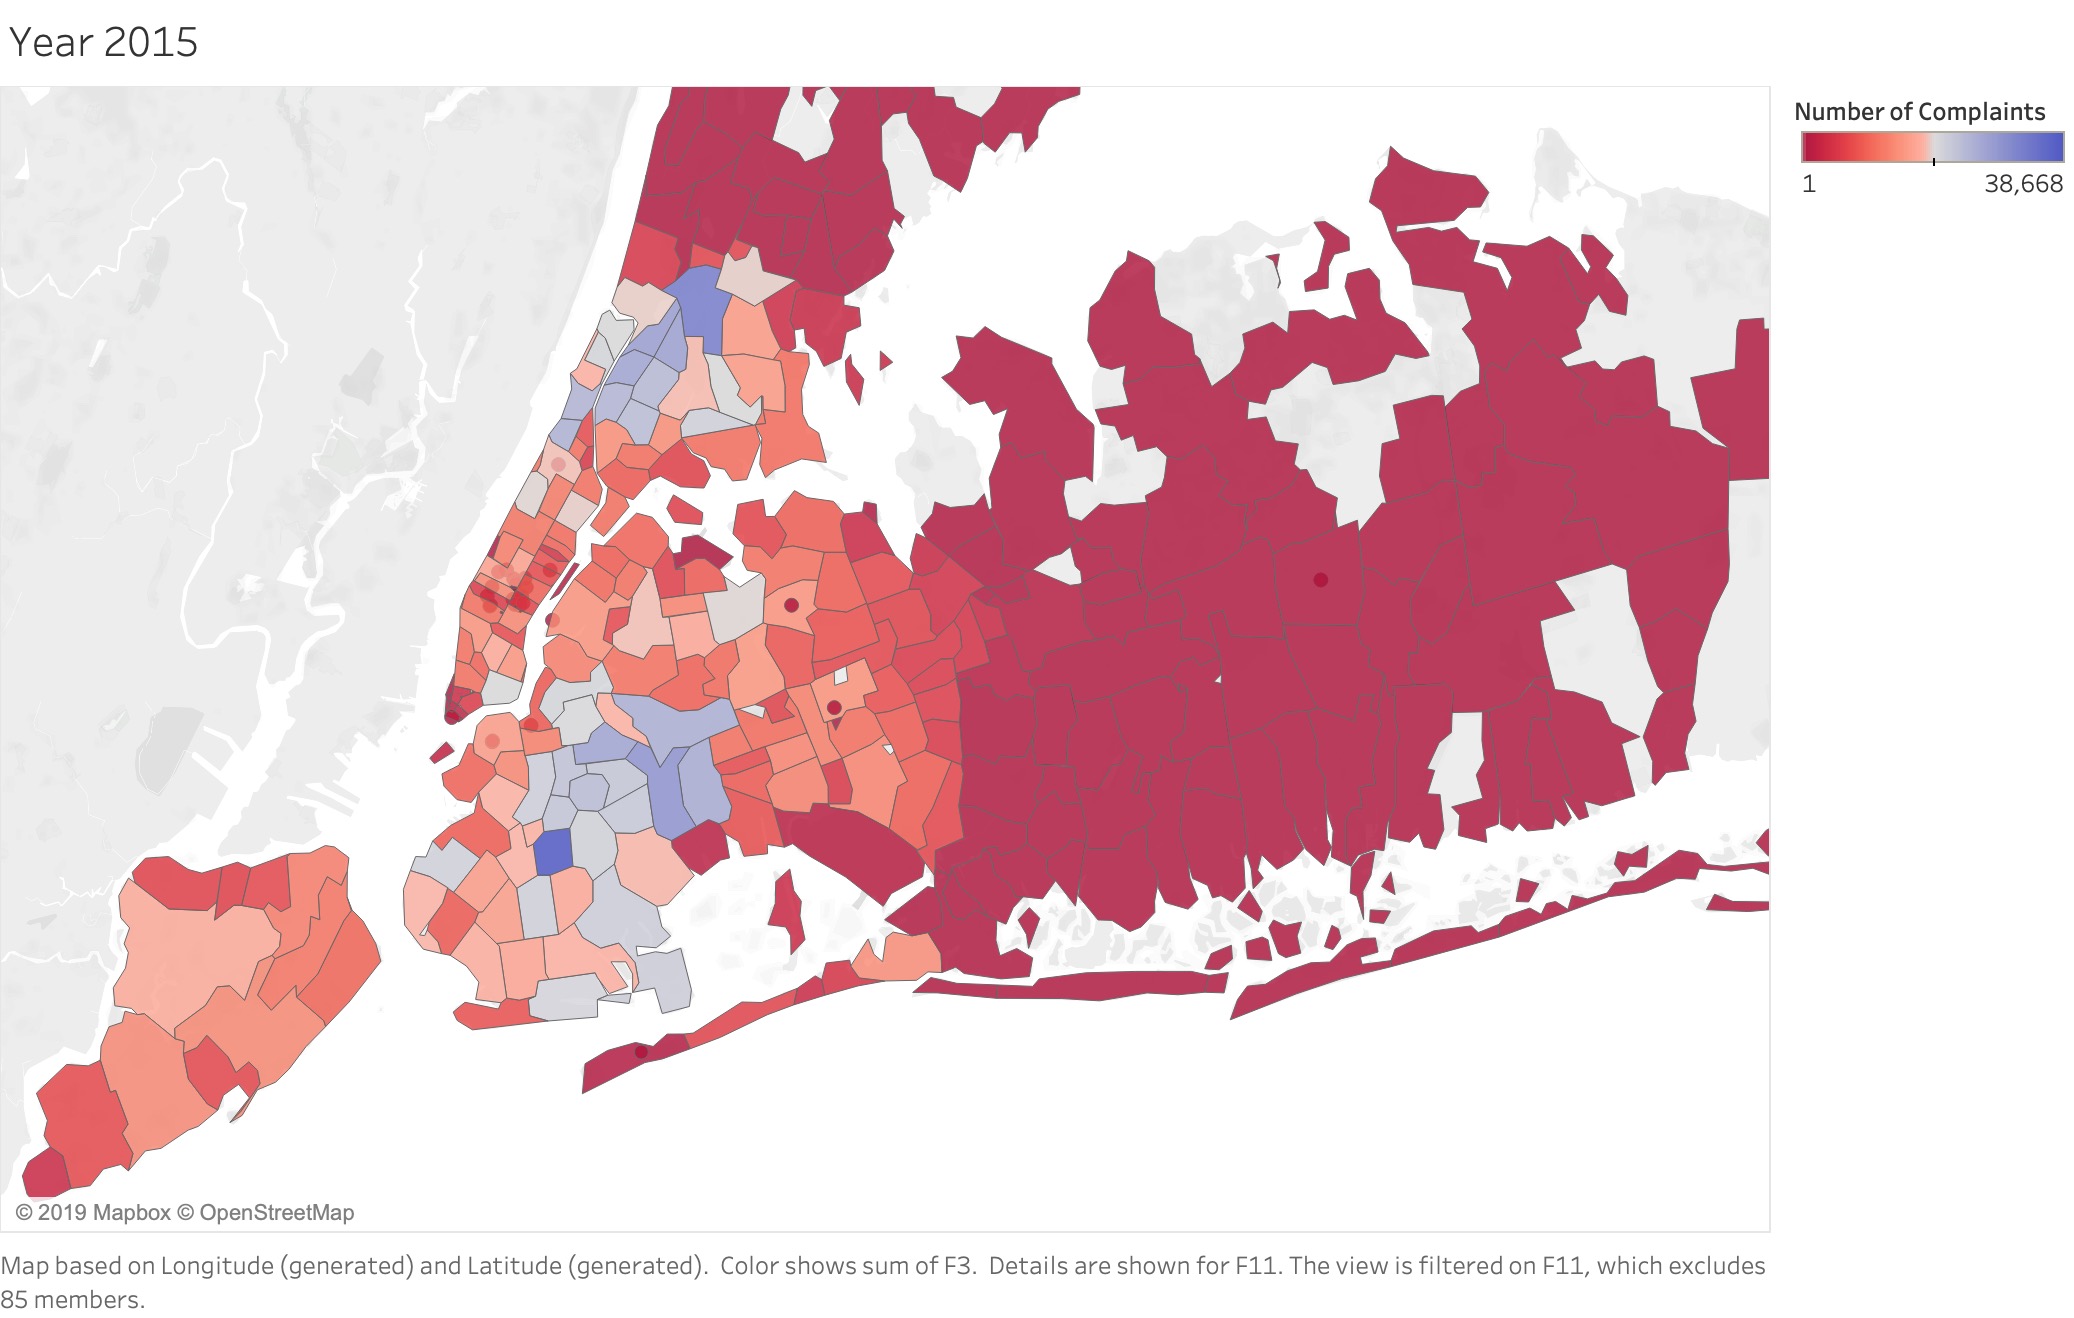 Year 2015
Number of Complaints
1 38,668
© 2019 Mapbox © OpenStreetMap
Map based on Longitude (generated) and Latitude (generated). Color shows sum of F3. Details are shown for F11. The view is filtered on F11, which excludes
85 members.